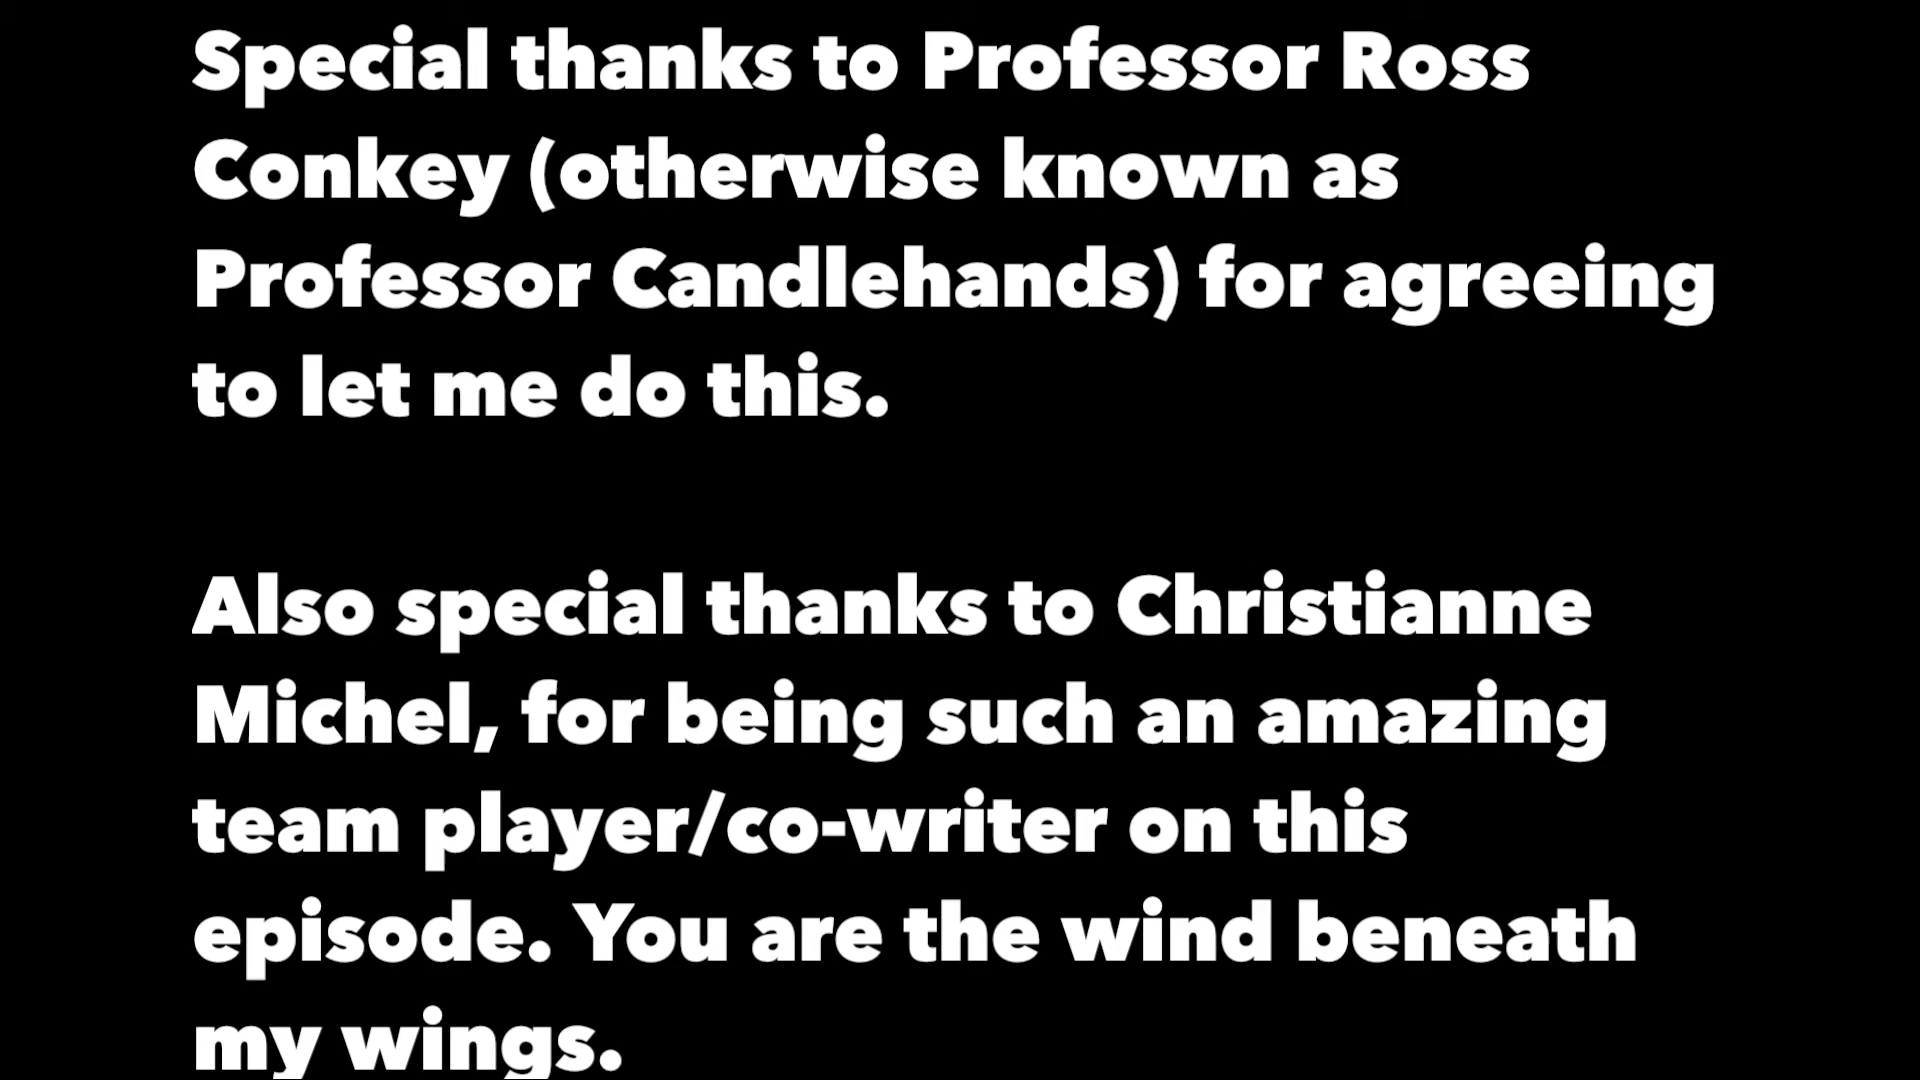 Special thanks to Professor Ross
Conkey (otherwise known as
Professor Candlehands) for agreeing
to let me do this.
Also special thanks to Christianne
Michel, for being such an amazing
team player/co-writer on this
episode. You are the wind beneath
my wings.